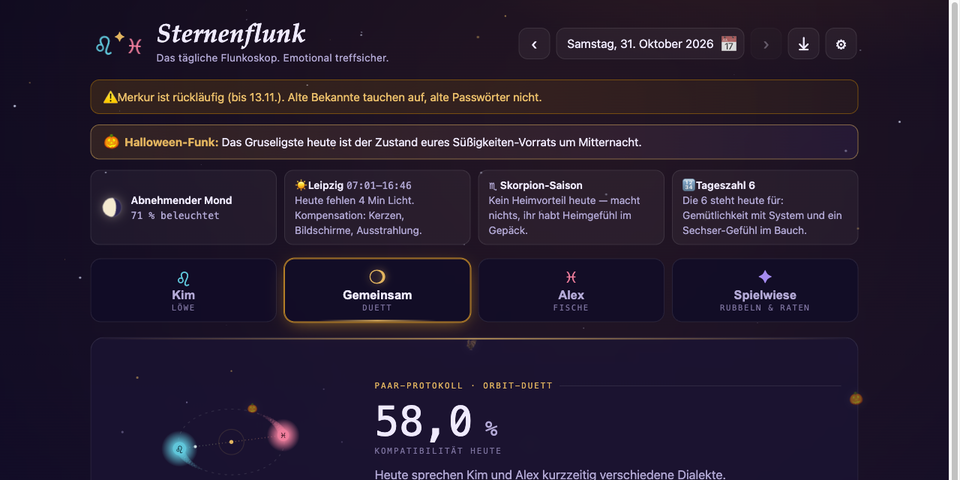 Sternenflunk
Das tägliche Flunkoskop. Emotional treffsicher.
Samstag, 31. Oktober 2026
Merkur ist rückläufig (bis 13.11.). Alte Bekannte tauchen auf, alte Passwörter nicht.
Halloween-Funk: Das Gruseligste heute ist der Zustand eures Süßigkeiten-Vorrats um Mitternacht.
Abnehmender Mond
71 % beleuchtet
Leipzig 07:01–16:46
Heute fehlen 4 Min Licht.
Kompensation: Kerzen,
Bildschirme, Ausstrahlung.
♏ Skorpion-Saison
Kein Heimvorteil heute — macht
nichts, ihr habt Heimgefühl im
Gepäck.
Tageszahl 6
Die 6 steht heute für:
Gemütlichkeit mit System und ein
Sechser-Gefühl im Bauch.
♌
Kim
LÖWE
Gemeinsam
DUETT
♓
Alex
FISCHE
Spielwiese
RUBBELN & RATEN
PAAR-PROTOKOLL · ORBIT-DUETT
58,0 %
KOMPATIBILITÄT HEUTE
Heute sprechen Kim und Alex kurzzeitig verschiedene Dialekte.